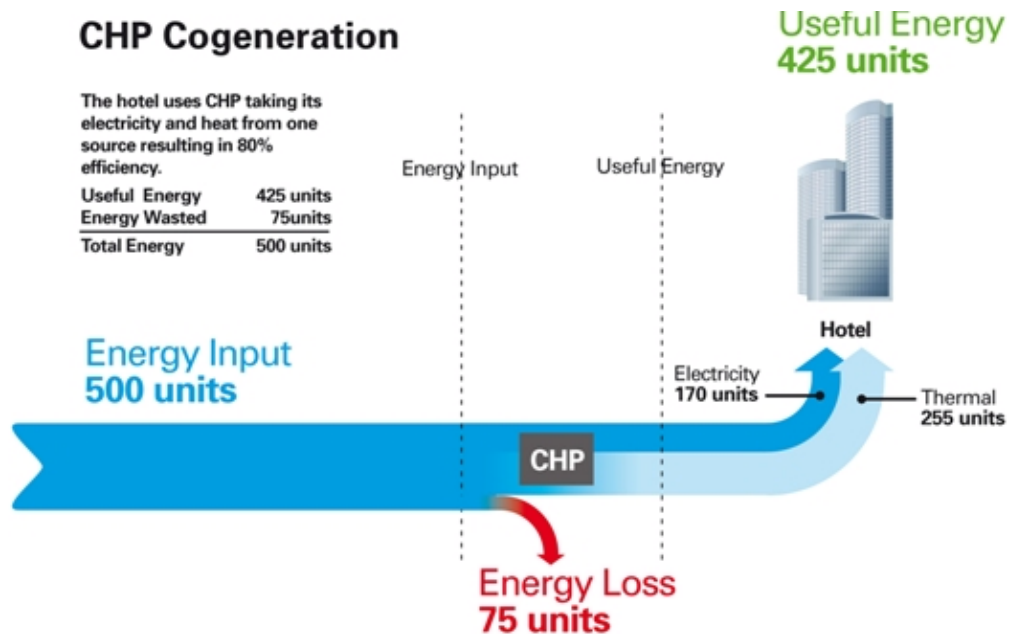 CHP Cogeneration
The hotel uses CHP taking its
electricity and heat from one
source resulting in 80%
efficiency.
Useful Energy 425 units
Energy Wasted 75units
Total Energy 500 units
Energy Input
Useful Energy
Useful Energy
425 units
Hotel
Energy Input
500 units
Electricity
170 units
Thermal
255 units
CHP
Energy Loss
75 units